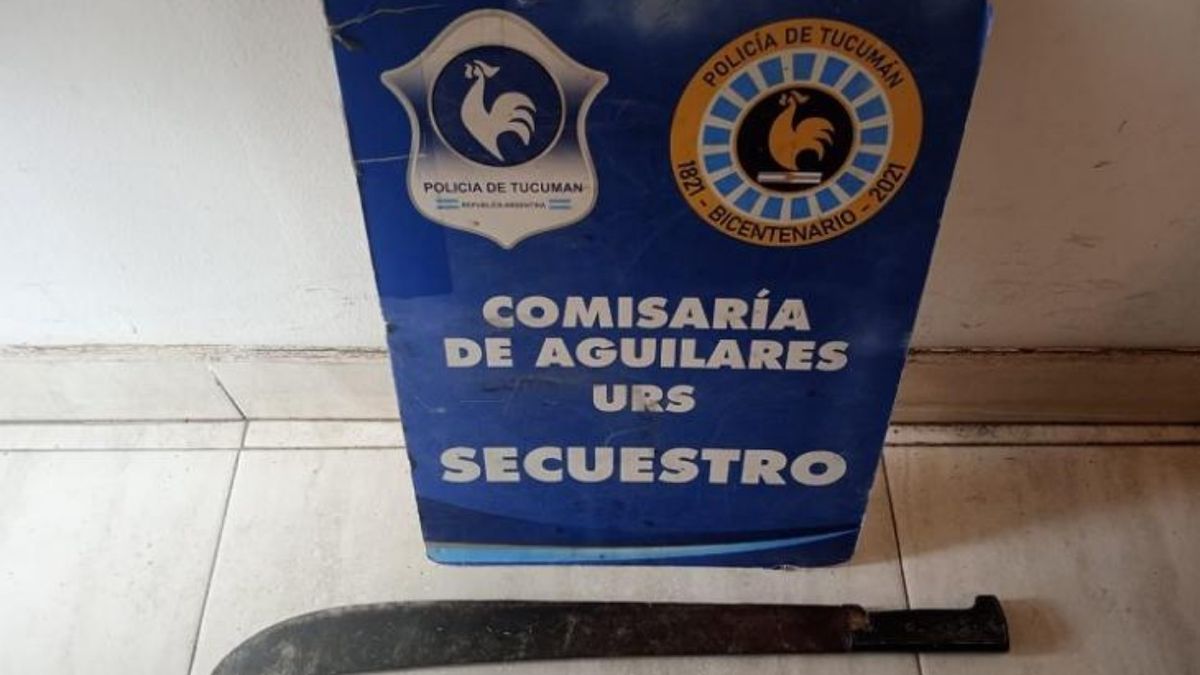 POLICIA DE TUCUMAN
REPUBLICA ARGENTINA
POLICÍA DE TUCUMÁN
1821 - BICENTENARIO - 2021
COMISARÍA
DE AGUILARES
URS
SECUESTRO